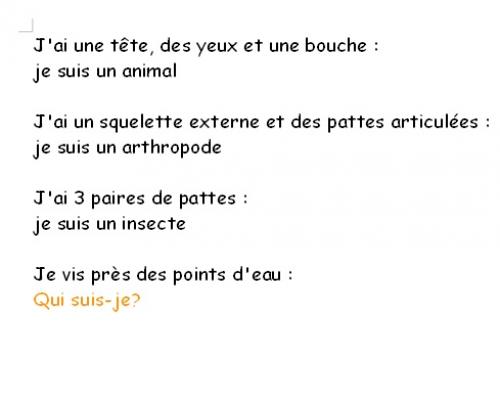 J'ai une tête, des yeux et une bouche :
je suis un animal
J'ai un squelette externe et des pattes articulées :
je suis un arthropode
J'ai 3 paires de pattes :
je suis un insecte
Je vis près des points d'eau :
Qui suis-je?